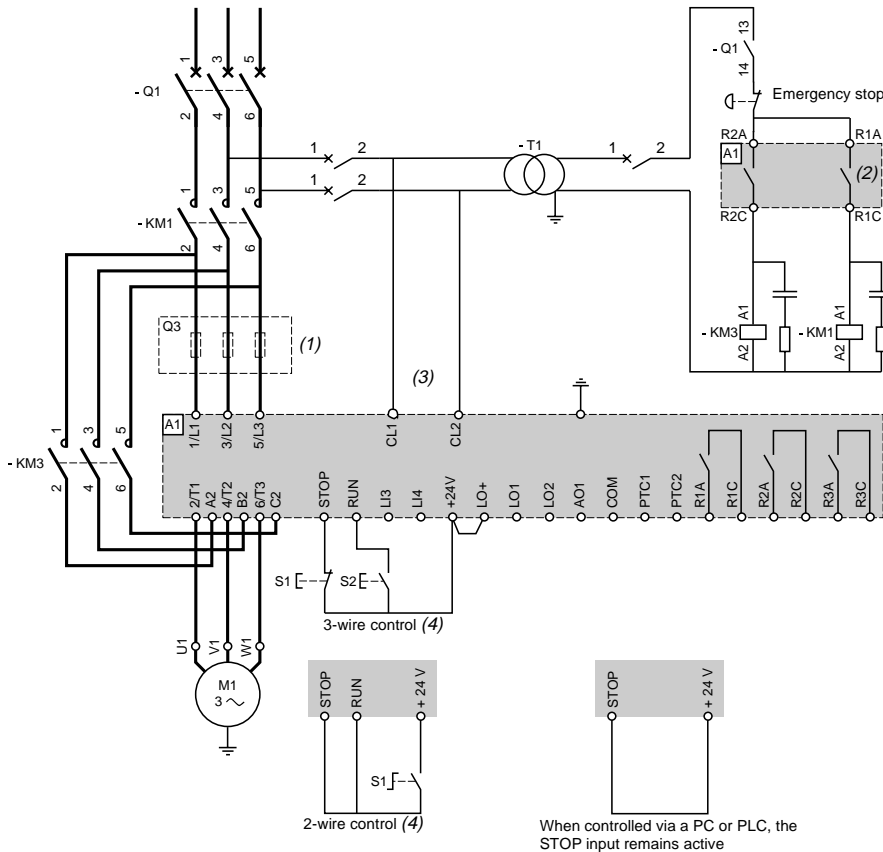 1 3 5
- Q1
2 4 6
13
- Q1
14
Emergency stop
1 2
- T1
1 2
1 2
R2A R1A
A1
(2)
R2C R1C
1 3 5
- KM1
2 4 6
Q3
(1)
A1 A1
- KM3 - KM1
A2 A2
(3)
A1
1/L1 3/L2 5/L3 CL1 CL2
1 3 5
- KM3
2 4 6
2/T1 A2 4/T2 B2 6/T3 C2 STOP RUN LI3 LI4 +24V LO+ LO1 LO2 AO1 COM PTC1 PTC2 R1A R1C R2A R2C R3A R3C
S1 S2
3-wire control (4)
U1 V1 W1
M1
3
STOP RUN + 24 V
S1
2-wire control (4)
STOP + 24 V
When controlled via a PC or PLC, the
STOP input remains active